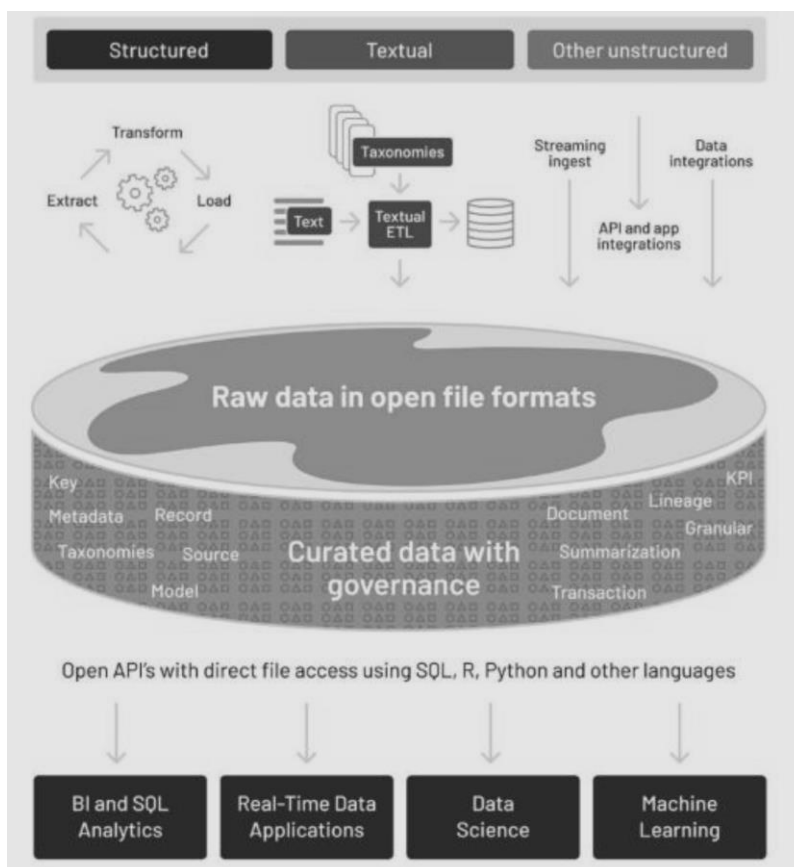 Structured
Textual
Other unstructured
Transform
Extract
Load
Taxonomies
Text
Textual
ETL
Streaming
ingest
API and app
integrations
Data
integrations
Raw data in open file formats
Key
Metadata
Record
Taxonomies
Source
Model
Curated data with
governance
KPI
Lineage
Document
Granular
Summarization
Transaction
Open API's with direct file access using SQL, R, Python and other languages
BI and SQL
Analytics
Real-Time Data
Applications
Data
Science
Machine
Learning